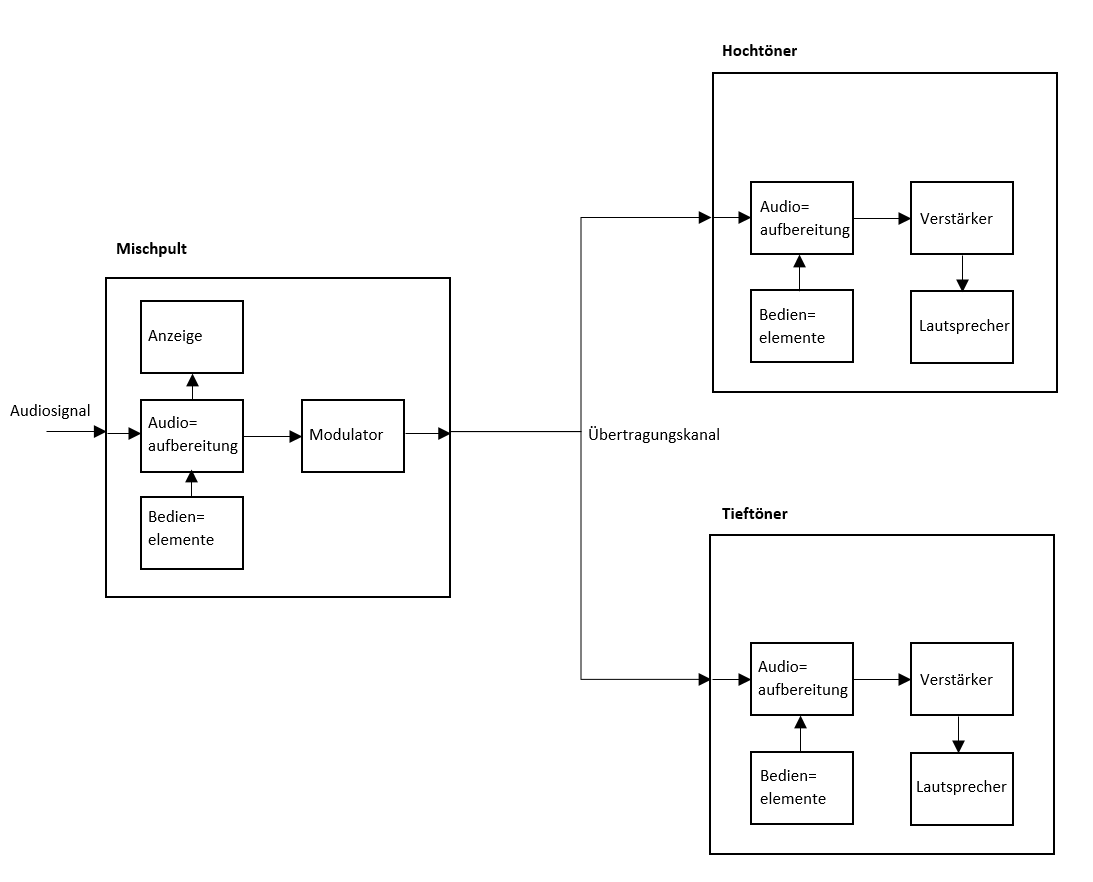 Hochtöner
Audio=
aufbereitung
Verstärker
Bedien=
elemente
Lautsprecher
Mischpult
Anzeige
Audiosignal
Audio=
aufbereitung
Modulator
Bedien=
elemente
Übertragungskanal
Tieftöner
Audio=
aufbereitung
Verstärker
Bedien=
elemente
Lautsprecher